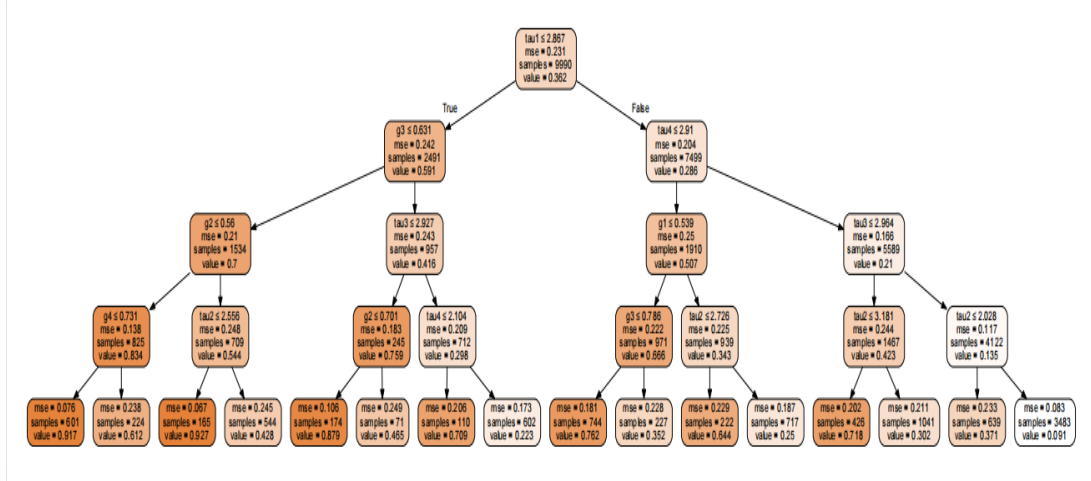 tau1 ≤ 2.867
mse = 0.231
samples = 9990
value = 0.362
True
False
g3 ≤ 0.631
mse = 0.242
samples = 2491
value = 0.591
tau4 ≤ 2.91
mse = 0.204
samples = 7499
value = 0.286
g2 ≤ 0.56
mse = 0.21
samples = 1534
value = 0.7
tau3 ≤ 2.927
mse = 0.243
samples = 957
value = 0.416
g1 ≤ 0.539
mse = 0.25
samples = 1910
value = 0.507
tau3 ≤ 2.964
mse = 0.166
samples = 5589
value = 0.21
g4 ≤ 0.731
mse = 0.138
samples = 825
value = 0.834
tau2 ≤ 2.556
mse = 0.248
samples = 709
value = 0.544
g2 ≤ 0.701
mse = 0.183
samples = 245
value = 0.759
tau4 ≤ 2.104
mse = 0.209
samples = 712
value = 0.298
g3 ≤ 0.786
mse = 0.222
samples = 971
value = 0.666
tau2 ≤ 2.726
mse = 0.225
samples = 939
value = 0.343
tau2 ≤ 3.181
mse = 0.244
samples = 1467
value = 0.423
tau2 ≤ 2.028
mse = 0.117
samples = 4122
value = 0.135
mse = 0.076
samples = 601
value = 0.917
mse = 0.238
samples = 224
value = 0.612
mse = 0.067
samples = 165
value = 0.927
mse = 0.245
samples = 544
value = 0.428
mse = 0.106
samples = 174
value = 0.879
mse = 0.249
samples = 71
value = 0.465
mse = 0.206
samples = 110
value = 0.709
mse = 0.173
samples = 602
value = 0.223
mse = 0.181
samples = 744
value = 0.762
mse = 0.228
samples = 227
value = 0.352
mse = 0.229
samples = 222
value = 0.644
mse = 0.187
samples = 717
value = 0.25
mse = 0.202
samples = 426
value = 0.718
mse = 0.211
samples = 1041
value = 0.302
mse = 0.233
samples = 639
value = 0.371
mse = 0.083
samples = 3483
value = 0.091